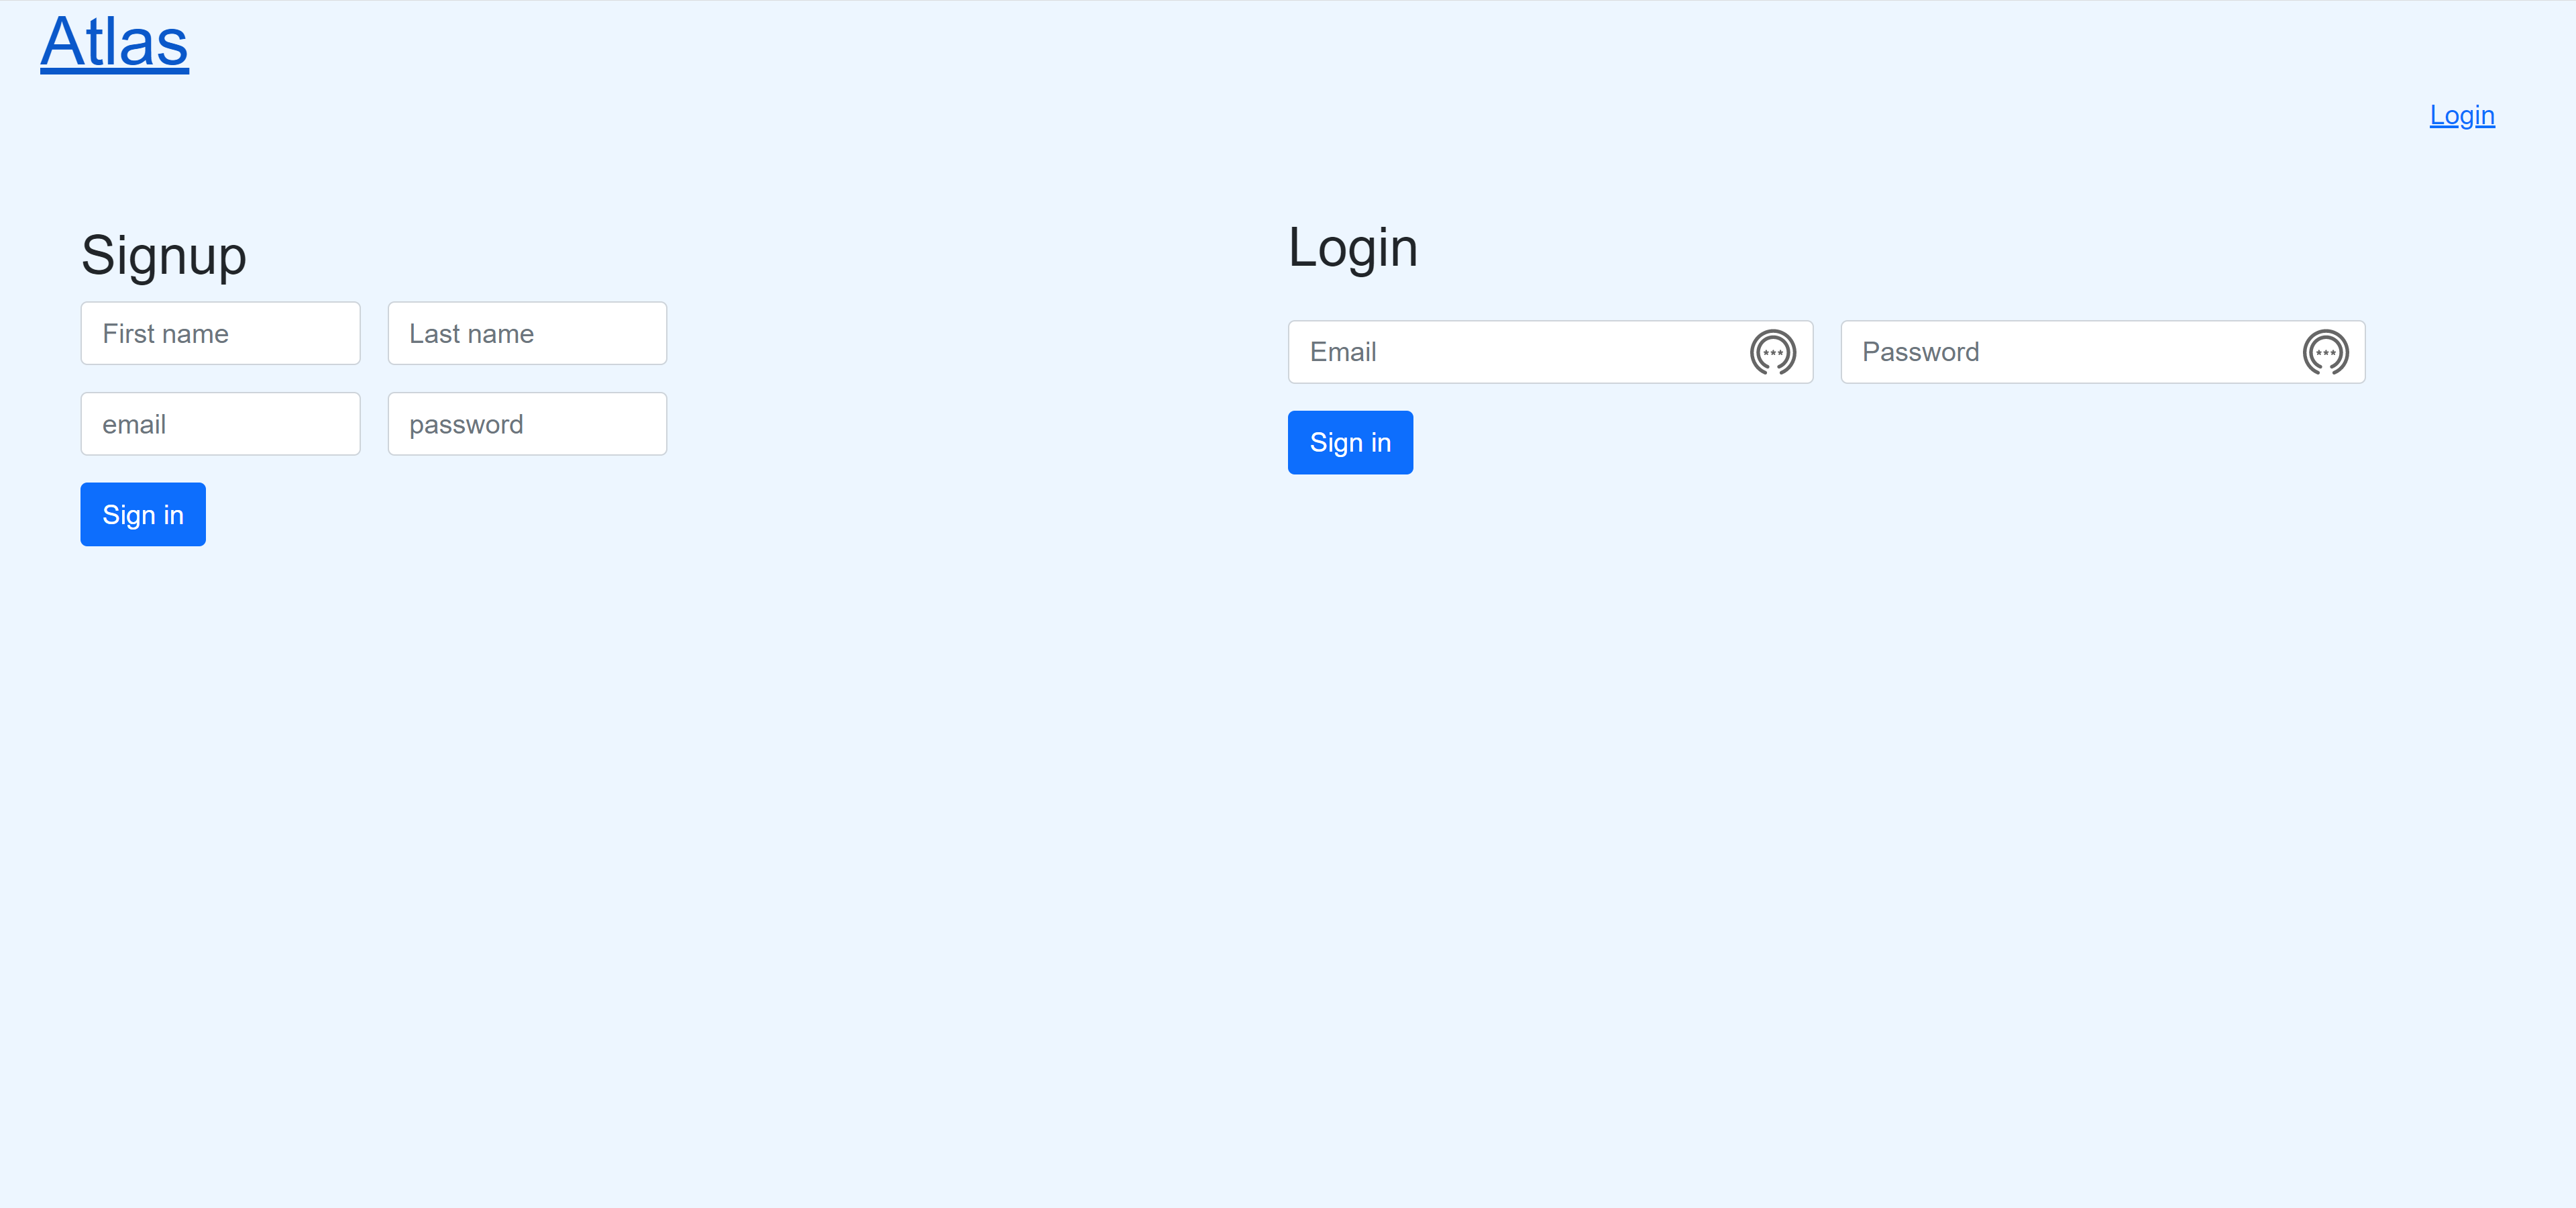 Atlas
Login
Signup
First name
Last name
email
password
Sign in
Login
Email
***
Password
***
Sign in